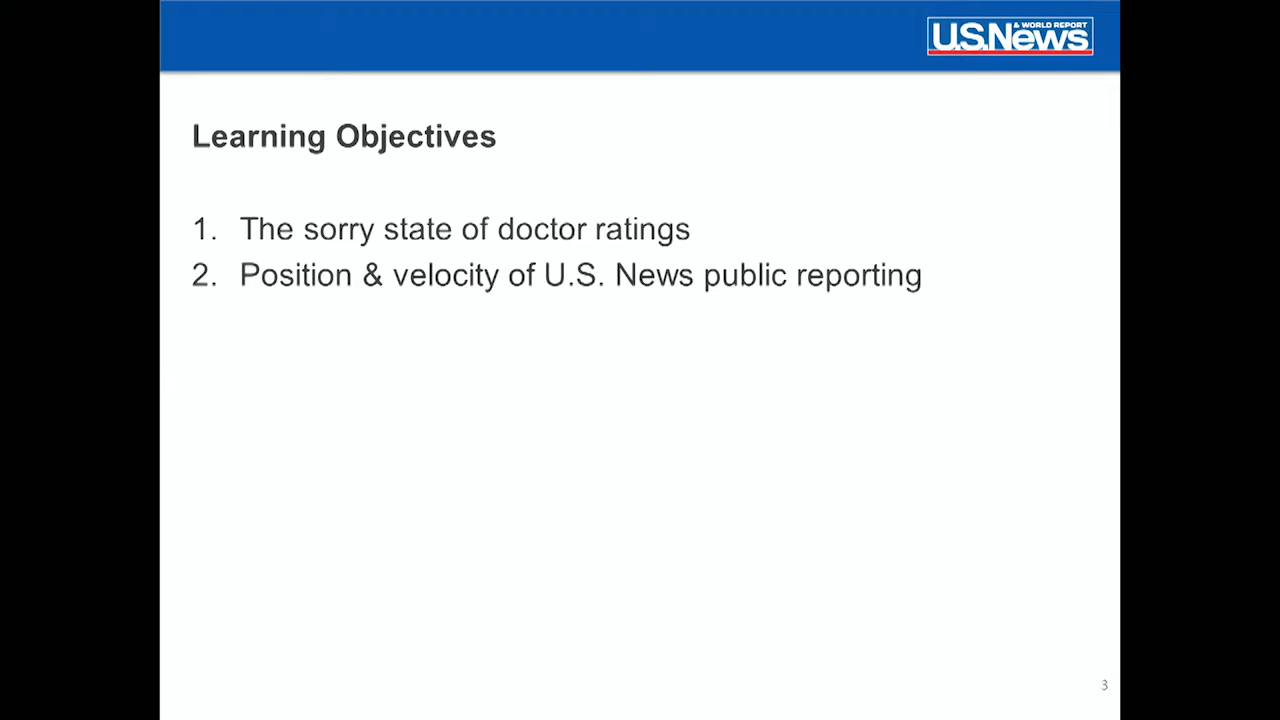 & WORLD REPORT
U.S.News
Learning Objectives
1. The sorry state of doctor ratings
2. Position & velocity of U.S. News public reporting
3